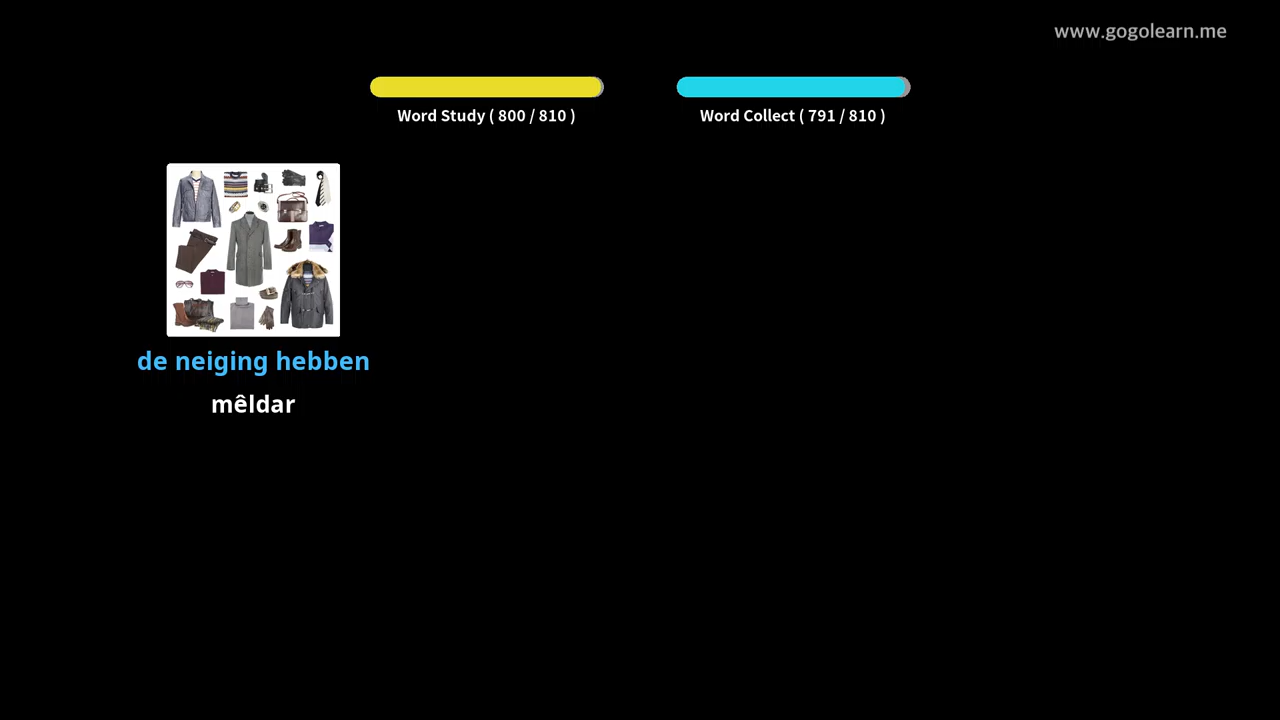 www.gogolearn.me
Word Study ( 800 / 810 )
Word Collect ( 791 / 810 )
de neiging hebben
mêldar